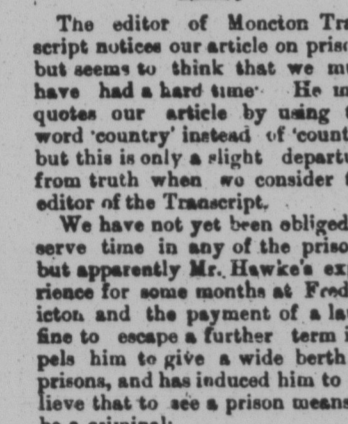 The editor of Moncton Tra
script notices our article on priso
but seems to think that we mu
have had a hard time· He m
quotes our article by using t
word 'country' instead of 'count
but this is only a slight departu
from truth when we consider t
editor of the Transcript.
We have not yet been obliged
serve time in any of the priso
but apparently Mr. Hawke's ex
rience for some months at Fred
icton and the payment of a la
fine to escape a further term i
pels him to give a wide berth
prisons, and has induced him to
lieve that to see a prison means
be a criminal;